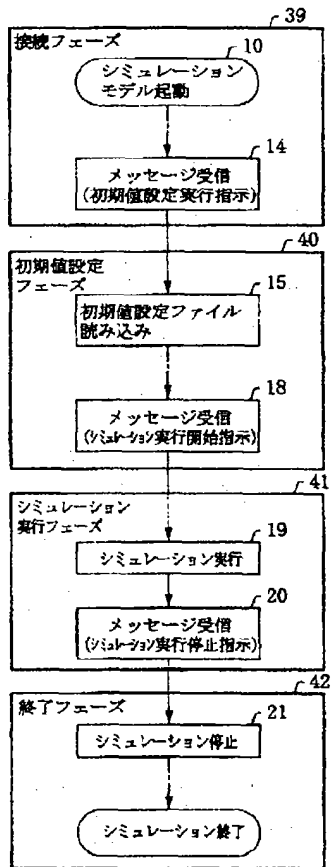 39
接続フェーズ
10
シミュレーション
モデル起動
14
メッセージ受信
(初期値設定実行指示)
40
初期値設定
フェーズ
15
初期値設定ファイル
読み込み
18
メッセージ受信
(シミュレーション実行開始指示)
41
シミュレーション
実行フェーズ
19
シミュレーション実行
20
メッセージ受信
(シミュレーション実行停止指示)
42
終了フェーズ
21
シミュレーション停止
シミュレーション終了